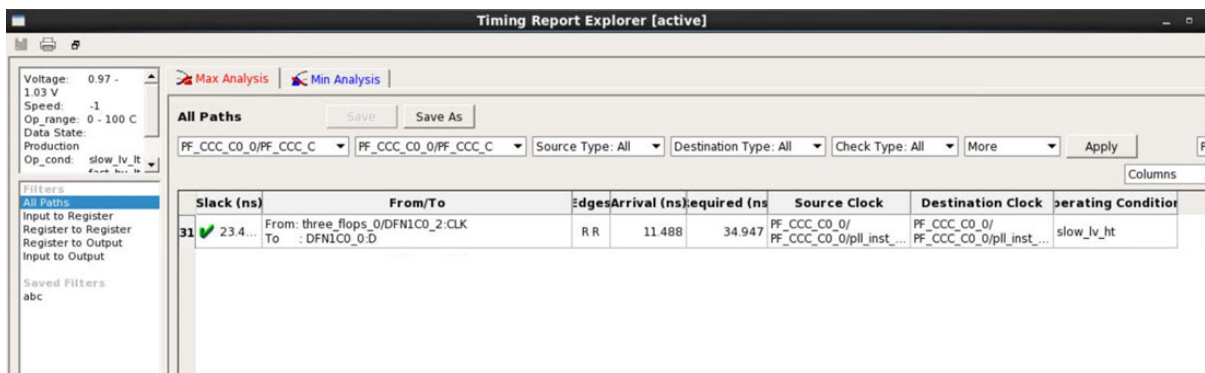 Timing Report Explorer [active]
Voltage: 0.97 -
1.03 V
Speed: -1
Op_range: 0 - 100 C
Data State:
Production
Op_cond: slow_lv_lt
Filters
All Paths
Input to Register
Register to Register
Register to Output
Input to Output
Saved Filters
abc
Max Analysis Min Analysis
All Paths Save Save As
PF_CCC_C0_0/PF_CCC_C PF_CCC_C0_0/PF_CCC_C Source Type: All Destination Type: All Check Type: All More Apply
Columns
Slack (ns) From/To Edges Arrival (ns) equired (ns Source Clock Destination Clock perating Condition
31 23.4... From: three_flops_0/DFN1C0_2:CLK R R 11.488 34.947 PF_CCC_C0_0/ PF_CCC_C0_0/ slow_lv_ht
To : DFN1C0_0:D PF_CCC_C0_0/pll_inst_... PF_CCC_C0_0/pll_inst_...